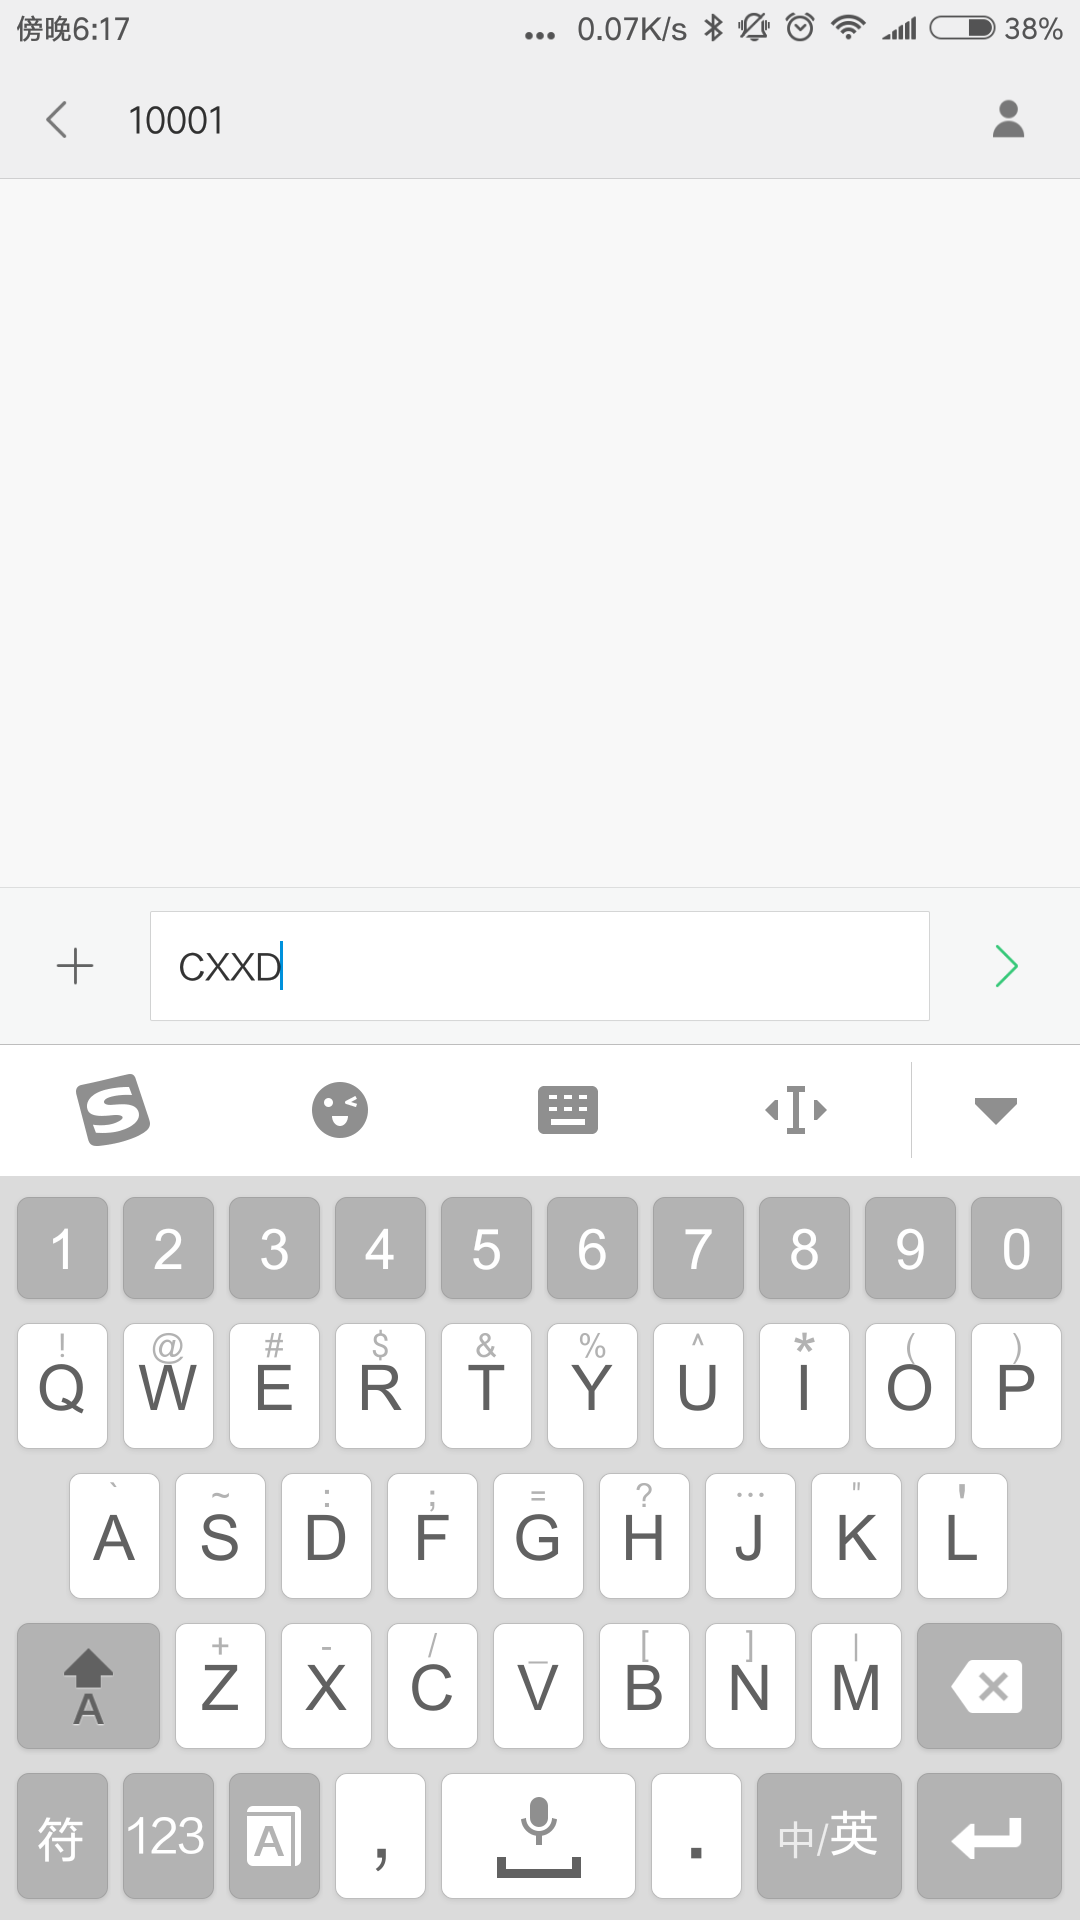 傍晚6:17 ... 0.07K/s 38%
10001
CXXD
1 2 3 4 5 6 7 8 9 0
! @ # $ & % ^ * ( )
Q W E R T Y U I O P
` ~ : ; = ? ... " '
A S D F G H J K L
+ - / _ [ ] |
A Z X C V B N M
符 123 A , . 中/英